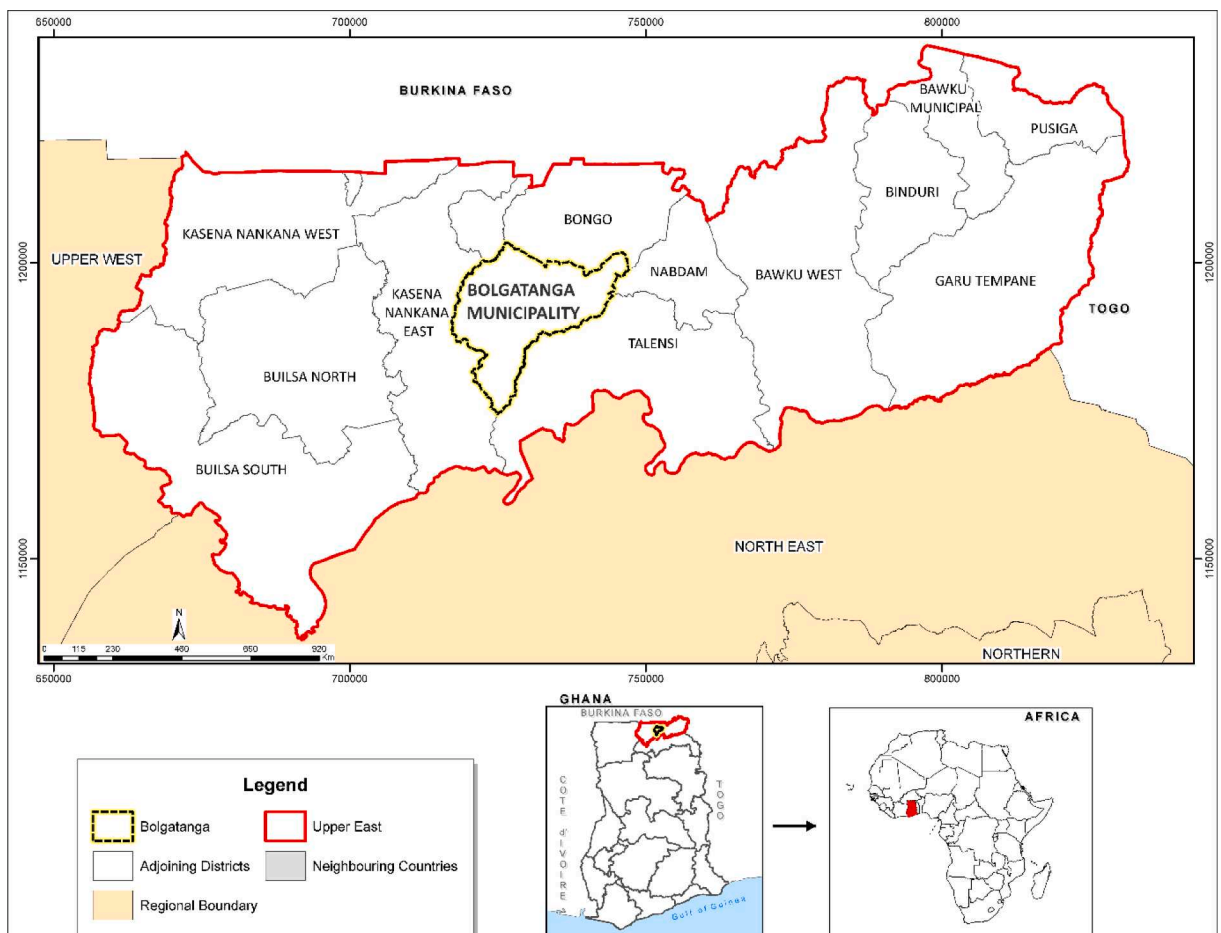 650000 700000 750000 800000
BURKINA FASO
BAWKU
MUNICIPAL
PUSIGA
BINDURI
BONGO
KASENA NANKANA WEST
UPPER WEST
1200000
1200000
NABDAM
BAWKU WEST
GARU TEMPANE
KASENA
NANKANA
EAST
BOLGATANGA
MUNICIPALITY
TOGO
TALENSI
BUILSA NORTH
BUILSA SOUTH
NORTH EAST
1150000
1150000
N
0 115 230 460 690 920
Km
NORTHERN
650000 700000 750000 800000
GHANA
BURKINA FASO
COTE d'IVOIRE
TOGO
Gulf of Guinea
AFRICA
Legend
Bolgatanga
Upper East
Adjoining Districts
Neighbouring Countries
Regional Boundary